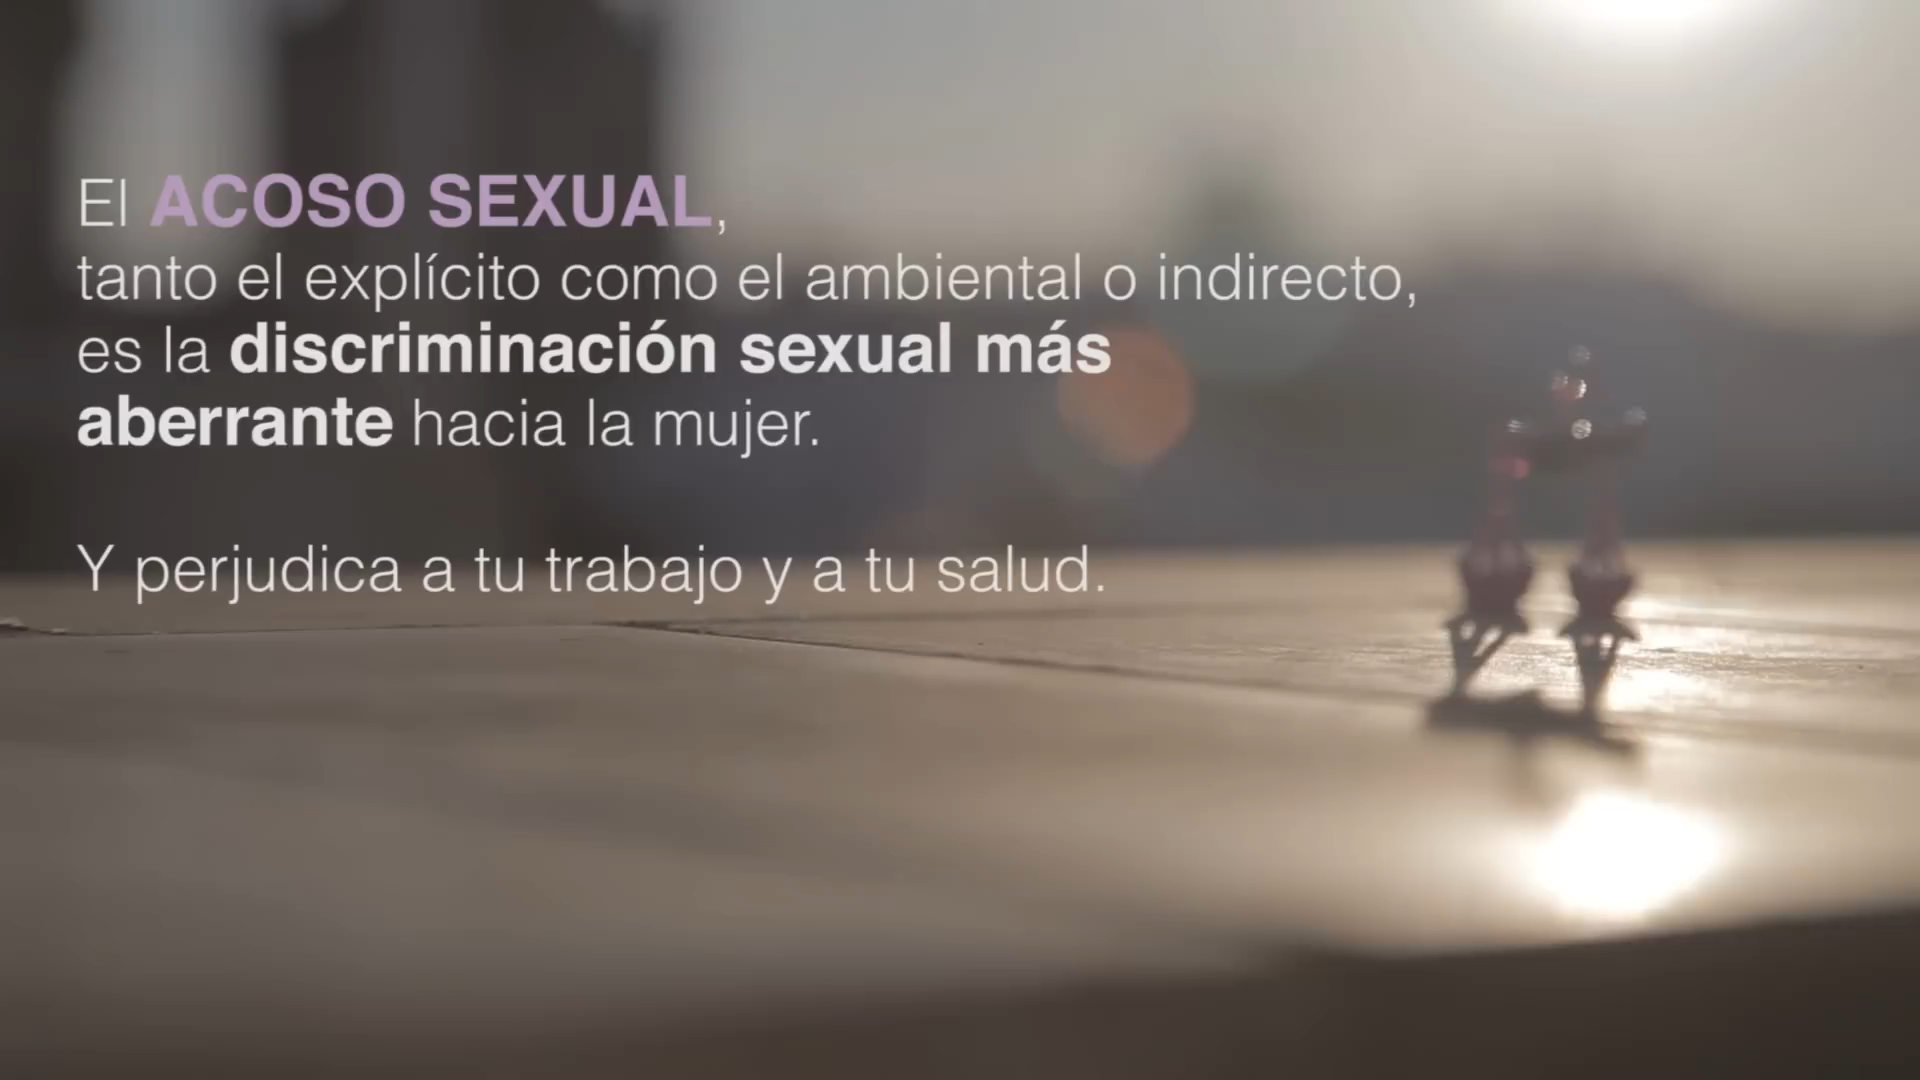 El ACOSO SEXUAL,
tanto el explícito como el ambiental o indirecto,
es la discriminación sexual más
aberrante hacia la mujer.
Y perjudica a tu trabajo y a tu salud.